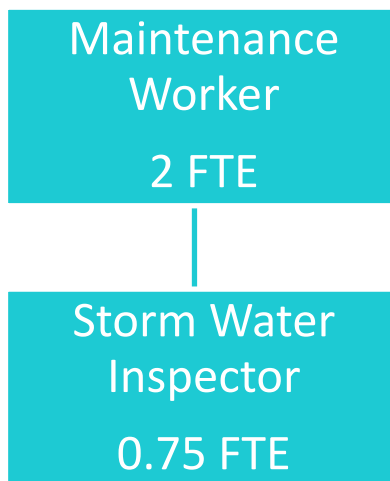 Maintenance
Worker
2 FTE
Storm Water
Inspector
0.75 FTE